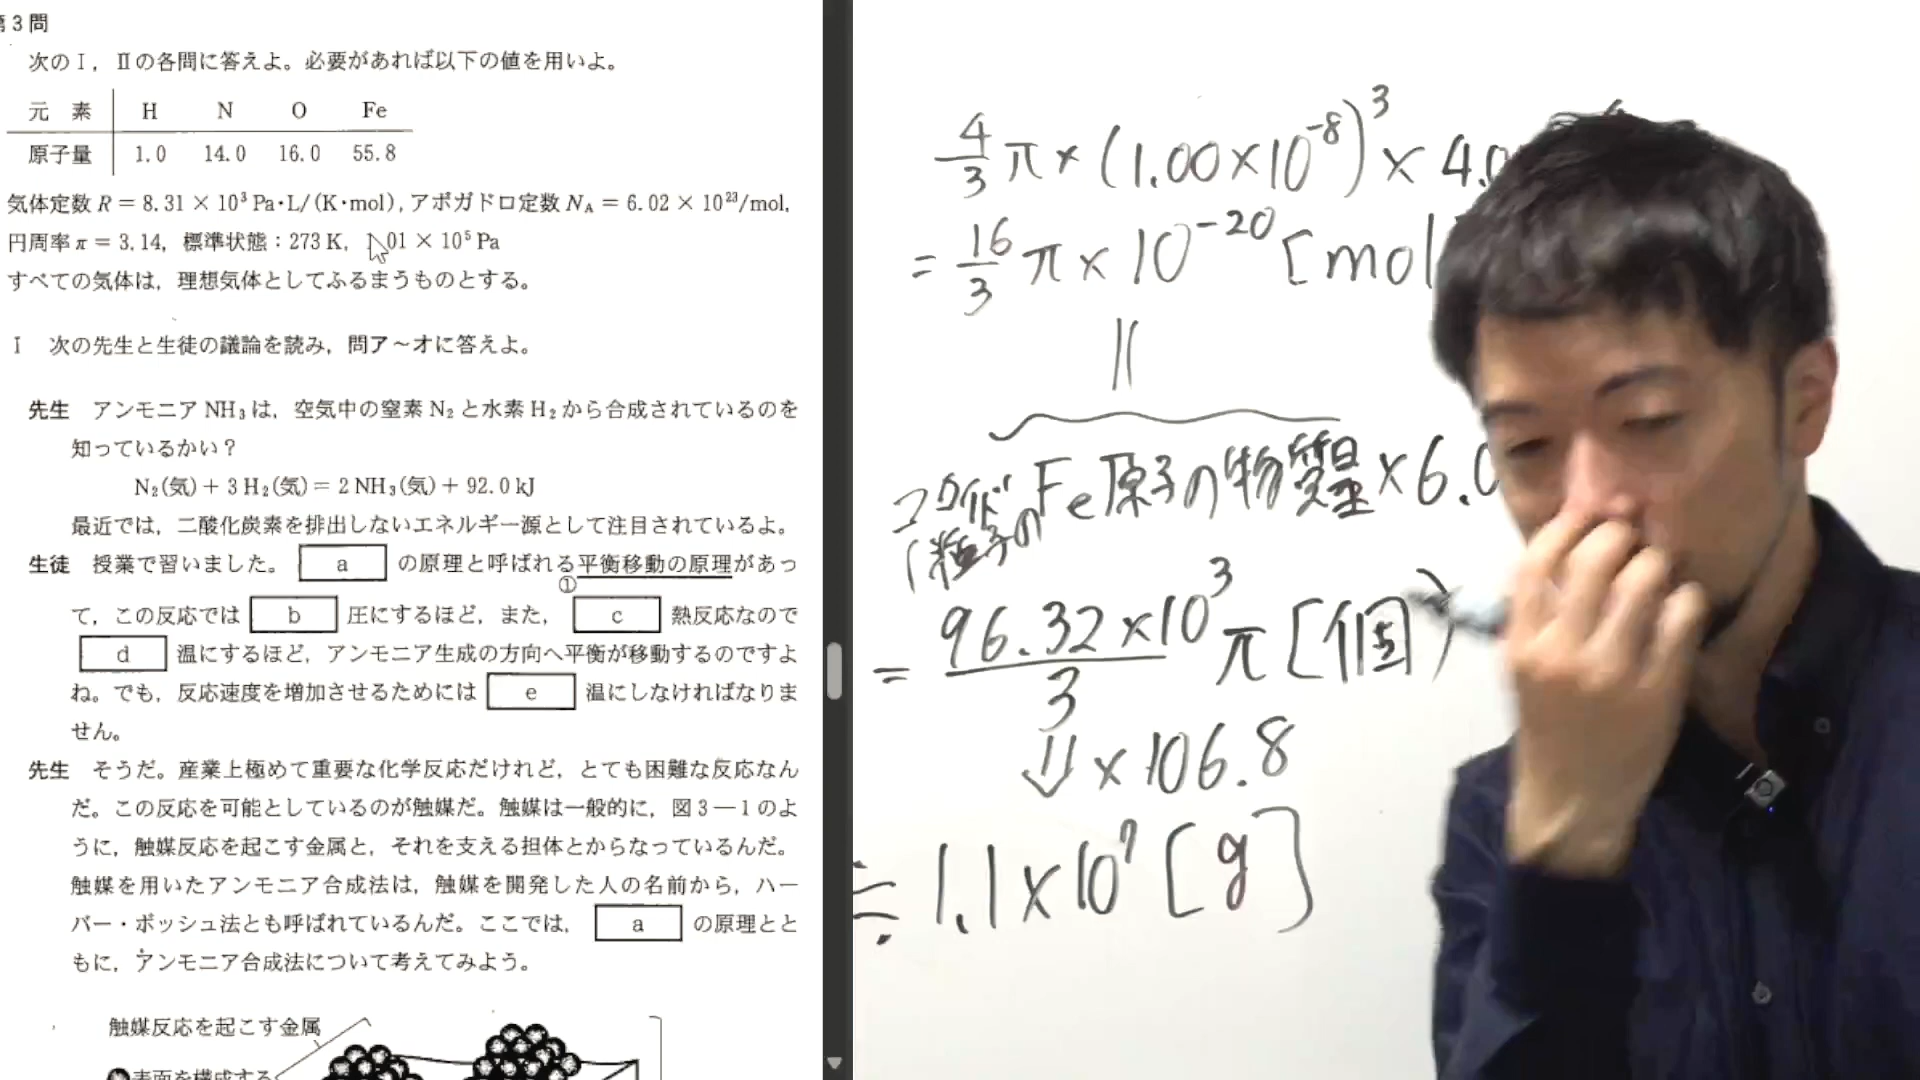 第3問
次のⅠ，Ⅱの各問に答えよ。必要があれば以下の値を用いよ。
元　素　H　N　O　Fe
原子量　1.0　14.0　16.0　55.8
気体定数 R = 8.31 × 10³ Pa・L/(K・mol)，アボガドロ定数 N_A = 6.02 × 10²³/mol，
円周率 π = 3.14，標準状態：273 K，1.01 × 10⁵ Pa
すべての気体は，理想気体としてふるまうものとする。
Ⅰ　次の先生と生徒の議論を読み，問ア～オに答えよ。
先生　アンモニア NH₃ は，空気中の窒素 N₂ と水素 H₂ から合成されているのを
知っているかい？
N₂(気) + 3 H₂(気) = 2 NH₃(気) + 92.0 kJ
最近では，二酸化炭素を排出しないエネルギー源として注目されているよ。
生徒　授業で習いました。 a の原理と呼ばれる平衡移動の原理があっ
①
て，この反応では b 圧にするほど，また， c 熱反応なので
d 温にするほど，アンモニア生成の方向へ平衡が移動するのですよ
ね。でも，反応速度を増加させるためには e 温にしなければなりま
せん。
先生　そうだ。産業上極めて重要な化学反応だけれど，とても困難な反応なん
だ。この反応を可能としているのが触媒だ。触媒は一般的に，図3―1のよ
うに，触媒反応を起こす金属と，それを支える担体とからなっているんだ。
触媒を用いたアンモニア合成法は，触媒を開発した人の名前から，ハー
バー・ボッシュ法とも呼ばれているんだ。ここでは， a の原理とと
もに，アンモニア合成法について考えてみよう。
触媒反応を起こす金属
表面を構成する
4/3 π × (1.00×10⁻⁸)³ × 4.0
= 16/3 π × 10⁻²⁰ [mol
||
コロイド
1粒子の
Fe原子の物質量 × 6.0
= 96.32×10³/3 π [個]
⇓ × 106.8
≒ 1.1×10⁷ [g]